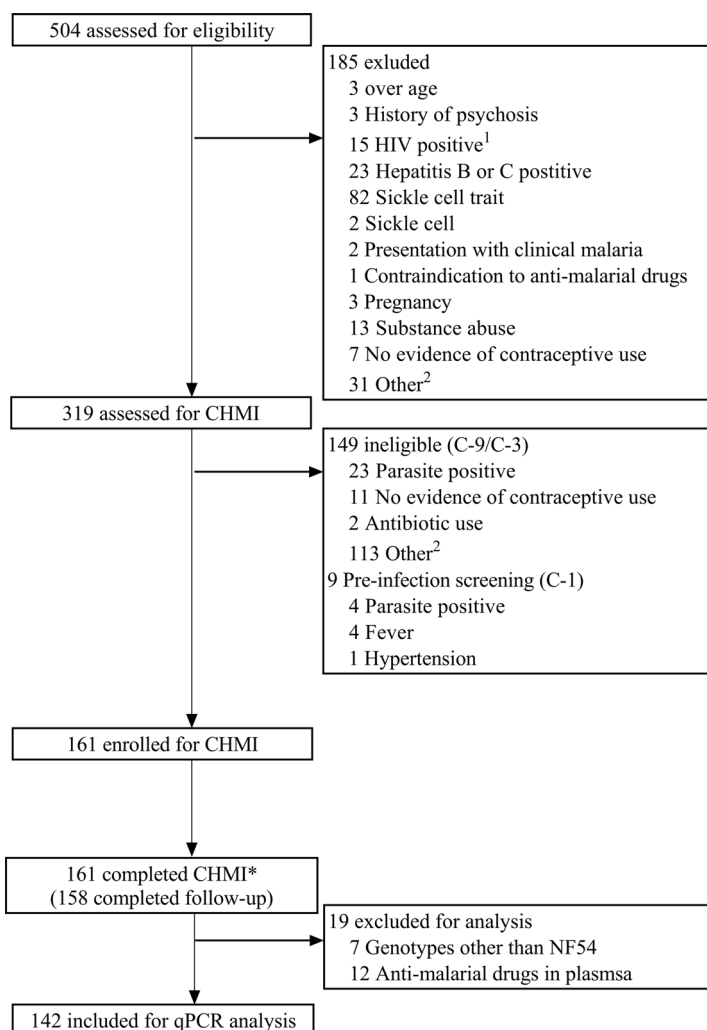 504 assessed for eligibility
185 exluded
3 over age
3 History of psychosis
15 HIV positive1
23 Hepatitis B or C postitive
82 Sickle cell trait
2 Sickle cell
2 Presentation with clinical malaria
1 Contraindication to anti-malarial drugs
3 Pregnancy
13 Substance abuse
7 No evidence of contraceptive use
31 Other2
319 assessed for CHMI
149 ineligible (C-9/C-3)
23 Parasite positive
11 No evidence of contraceptive use
2 Antibiotic use
113 Other2
9 Pre-infection screening (C-1)
4 Parasite positive
4 Fever
1 Hypertension
161 enrolled for CHMI
161 completed CHMI*
(158 completed follow-up)
19 excluded for analysis
7 Genotypes other than NF54
12 Anti-malarial drugs in plasmsa
142 included for qPCR analysis